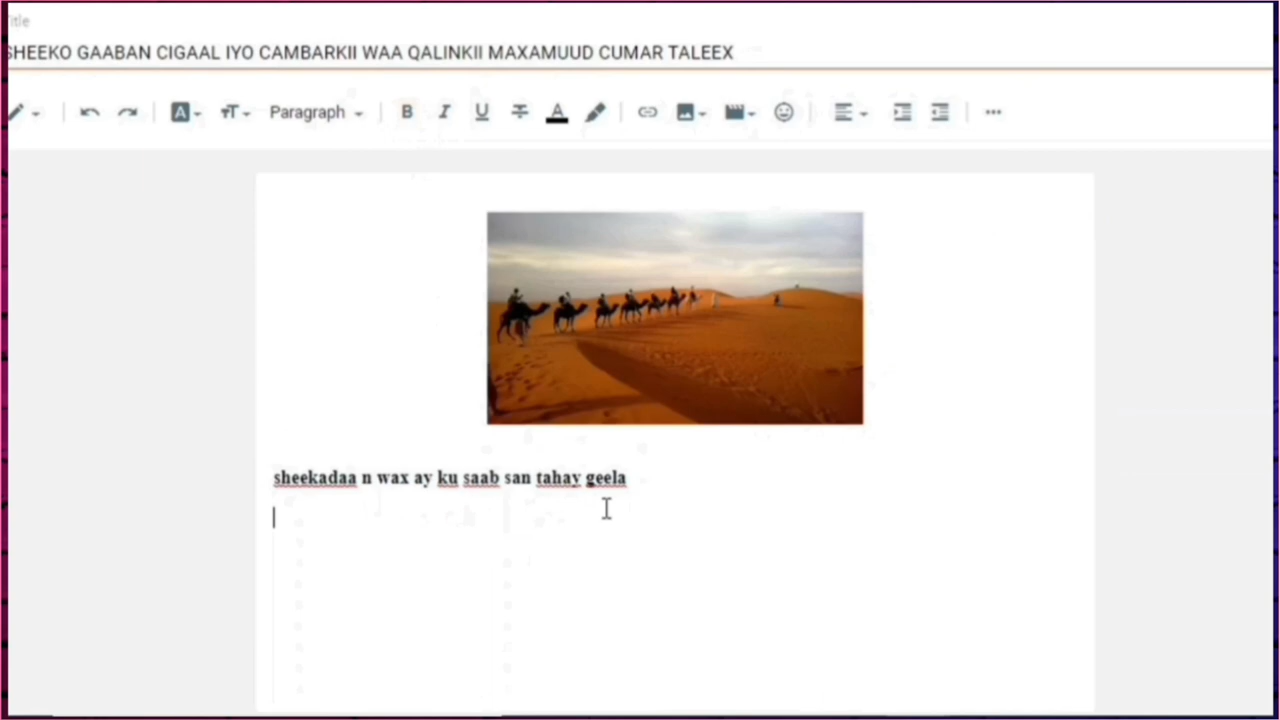 Title
SHEEKO GAABAN CIGAAL IYO CAMBARKII WAA QALINKII MAXAMUUD CUMAR TALEEX
Paragraph
sheekadaa n wax ay ku saab san tahay geela